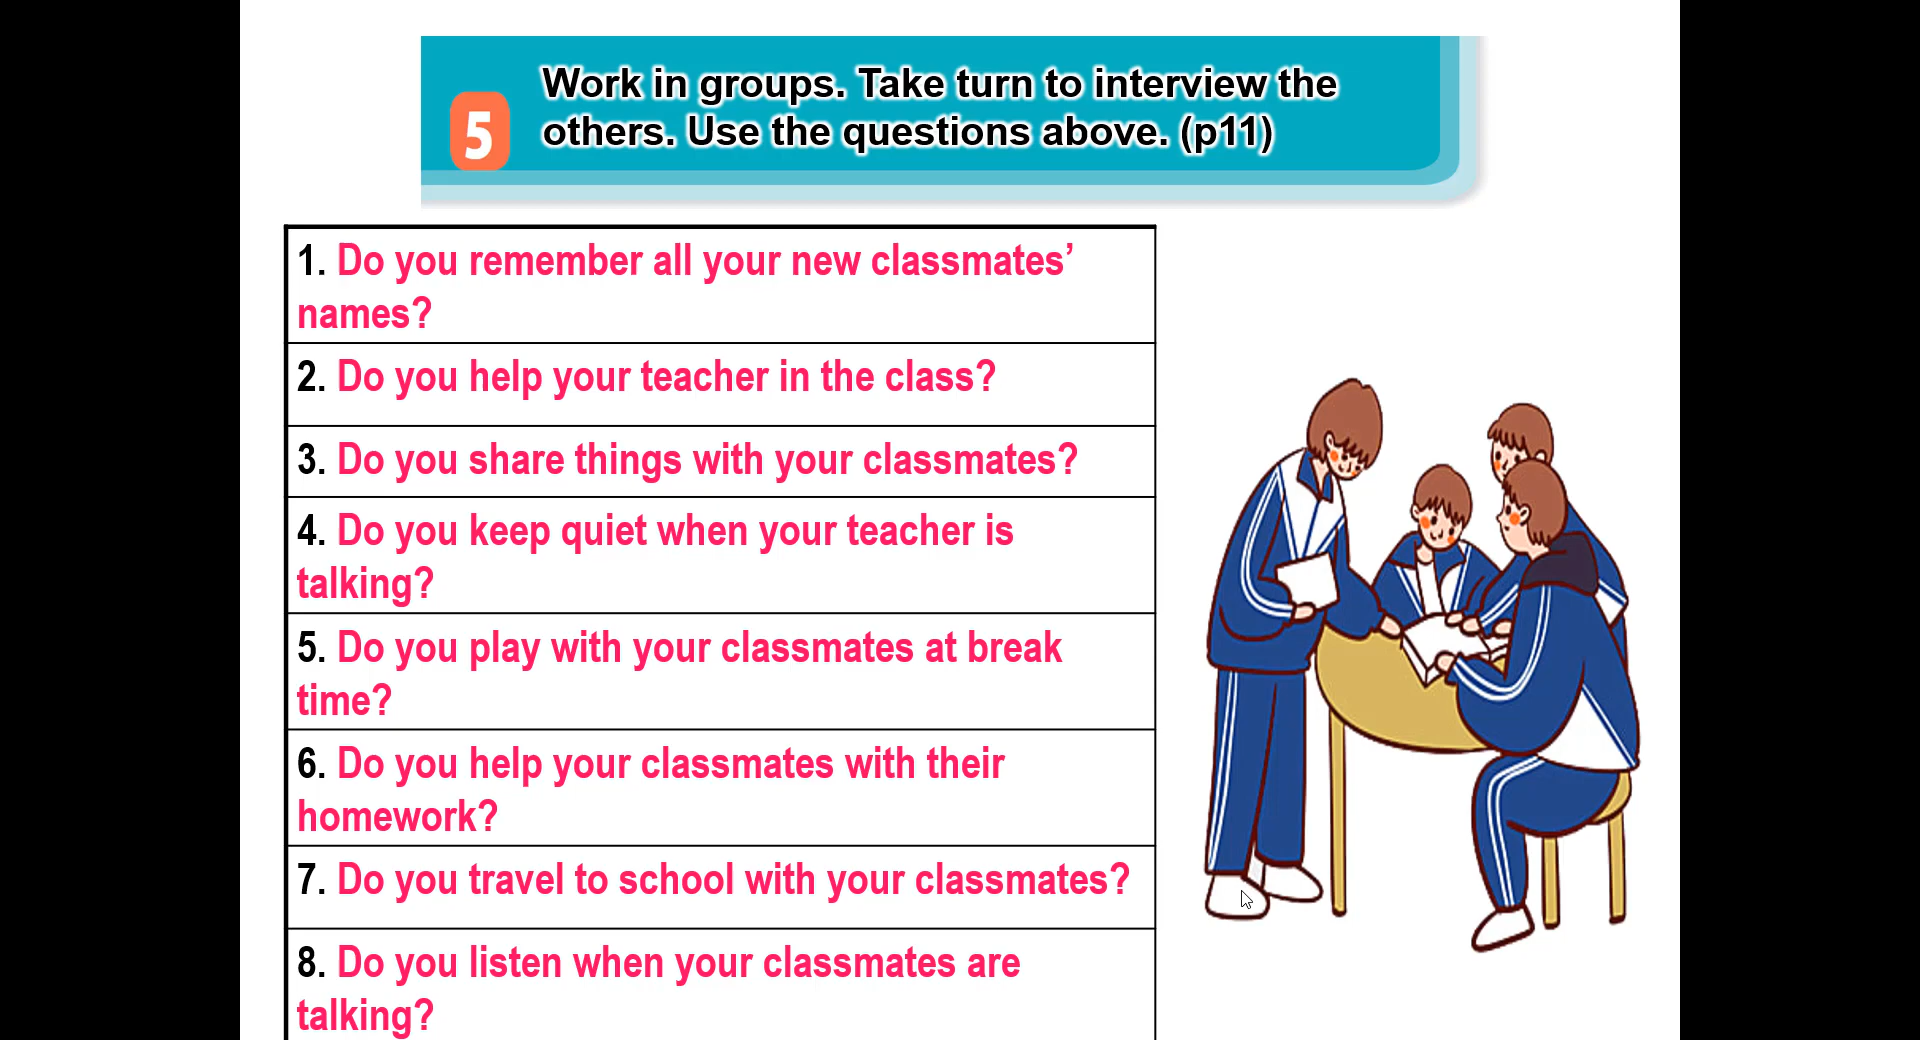 5
Work in groups. Take turn to interview the
others. Use the questions above. (p11)
1. Do you remember all your new classmates’
names?
2. Do you help your teacher in the class?
3. Do you share things with your classmates?
4. Do you keep quiet when your teacher is
talking?
5. Do you play with your classmates at break
time?
6. Do you help your classmates with their
homework?
7. Do you travel to school with your classmates?
8. Do you listen when your classmates are
talking?